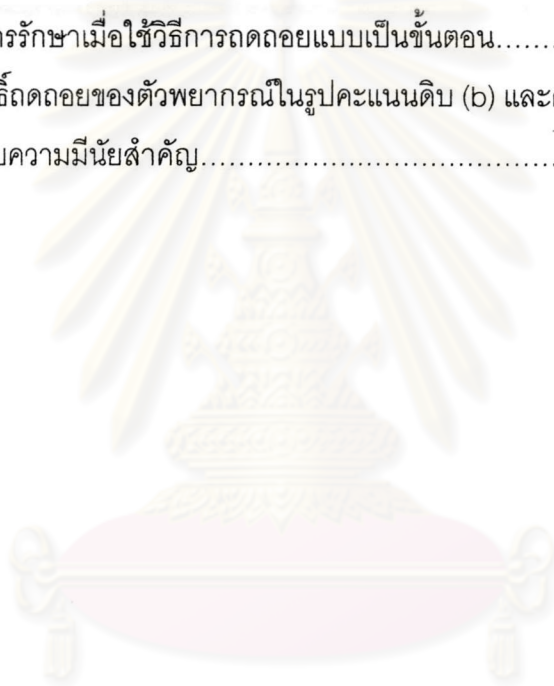 ารรักษาเมื่อใช้วิธีการถดถอยแบบเป็นขั้นตอน......
ธิ์ถดถอยของตัวพยากรณ์ในรูปคะแนนดิบ (b) และ
บความมีนัยสำคัญ........................................